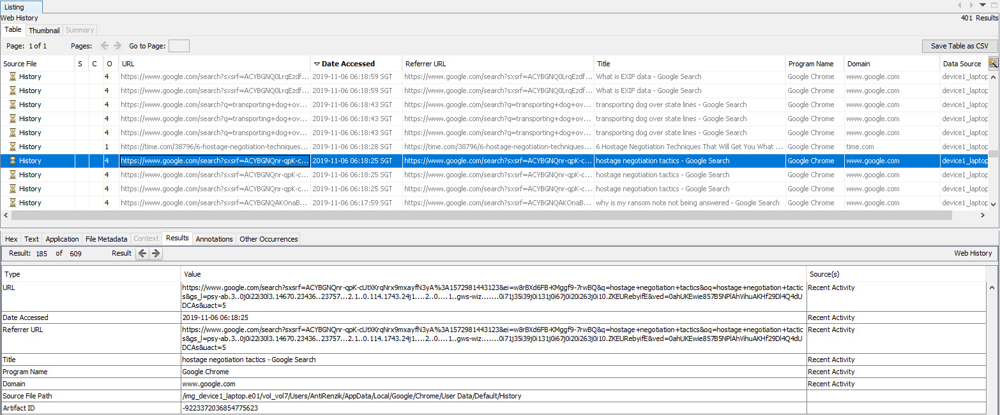 Listing
Web History
401 Results
Table Thumbnail Summary
Page: 1 of 1 Pages: Go to Page: Save Table as CSV
Source File S C O URL Date Accessed Referrer URL Title Program Name Domain Data Source
History 4 https://www.google.com/search?sxsrf=ACYBGNQ0LrqEzdf... 2019-11-06 06:18:59 SGT https://www.google.com/search?sxsrf=ACYBGNQ0LrqEzdf... What is EXIF data - Google Search Google Chrome www.google.com device1_laptop
History 4 https://www.google.com/search?sxsrf=ACYBGNQ0LrqEzdf... 2019-11-06 06:18:59 SGT https://www.google.com/search?sxsrf=ACYBGNQ0LrqEzdf... What is EXIF data - Google Search Google Chrome www.google.com device1_laptop
History 4 https://www.google.com/search?q=transporting+dog+ov... 2019-11-06 06:18:43 SGT https://www.google.com/search?q=transporting+dog+ov... transporting dog over state lines - Google Search Google Chrome www.google.com device1_laptop
History 4 https://www.google.com/search?q=transporting+dog+ov... 2019-11-06 06:18:43 SGT https://www.google.com/search?q=transporting+dog+ov... transporting dog over state lines - Google Search Google Chrome www.google.com device1_laptop
History 4 https://www.google.com/search?q=transporting+dog+ov... 2019-11-06 06:18:43 SGT https://www.google.com/search?q=transporting+dog+ov... transporting dog over state lines - Google Search Google Chrome www.google.com device1_laptop
History 1 https://time.com/38796/6-hostage-negotiation-techniques... 2019-11-06 06:18:28 SGT https://time.com/38796/6-hostage-negotiation-techniques... 6 Hostage Negotiation Techniques That Will Get You What ... Google Chrome time.com device1_laptop
History 4 https://www.google.com/search?sxsrf=ACYBGNQnr-qpK-c... 2019-11-06 06:18:25 SGT https://www.google.com/search?sxsrf=ACYBGNQnr-qpK-c... hostage negotiation tactics - Google Search Google Chrome www.google.com device1_laptop
History 4 https://www.google.com/search?sxsrf=ACYBGNQnr-qpK-c... 2019-11-06 06:18:25 SGT https://www.google.com/search?sxsrf=ACYBGNQnr-qpK-c... hostage negotiation tactics - Google Search Google Chrome www.google.com device1_laptop
History 4 https://www.google.com/search?sxsrf=ACYBGNQnr-qpK-c... 2019-11-06 06:18:25 SGT https://www.google.com/search?sxsrf=ACYBGNQnr-qpK-c... hostage negotiation tactics - Google Search Google Chrome www.google.com device1_laptop
History 4 https://www.google.com/search?sxsrf=ACYBGNQAKOnaB... 2019-11-06 06:17:59 SGT https://www.google.com/search?sxsrf=ACYBGNQAKOnaB... why is my ransom note not being answered - Google Search Google Chrome www.google.com device1_laptop
Hex Text Application File Metadata Context Results Annotations Other Occurrences
Result: 185 of 609 Result Web History
Type Value Source(s)
URL https://www.google.com/search?sxsrf=ACYBGNQnr-qpK-cUtXKrqNrx9mxayfN3yA%3A1572981443123&ei=w8rBXd6FB-KMggf9-7rwBQ&q=hostage+negotiation+tactics&oq=hostage+negotiation+tactic Recent Activity
s&gs_l=psy-ab.3..0j0i22i30l3.14670.23436..23757...2.1..0.114.1743.24j1....2..0....1..gws-wiz.......0i71j35i39j0i131j0i67j0i20i263j0i10.ZKEURebyifE&ved=0ahUKEwie857B5NPlAhVihuAKHf29Dl4Q4dU
DCAs&uact=5
Date Accessed 2019-11-06 06:18:25 Recent Activity
Referrer URL https://www.google.com/search?sxsrf=ACYBGNQnr-qpK-cUtXKrqNrx9mxayfN3yA%3A1572981443123&ei=w8rBXd6FB-KMggf9-7rwBQ&q=hostage+negotiation+tactics&oq=hostage+negotiation+tactic Recent Activity
s&gs_l=psy-ab.3..0j0i22i30l3.14670.23436..23757...2.1..0.114.1743.24j1....2..0....1..gws-wiz.......0i71j35i39j0i131j0i67j0i20i263j0i10.ZKEURebyifE&ved=0ahUKEwie857B5NPlAhVihuAKHf29Dl4Q4dU
DCAs&uact=5
Title hostage negotiation tactics - Google Search Recent Activity
Program Name Google Chrome Recent Activity
Domain www.google.com Recent Activity
Source File Path /img_device1_laptop.e01/vol_vol7/Users/AntiRenzik/AppData/Local/Google/Chrome/User Data/Default/History
Artifact ID -9223372036854775623